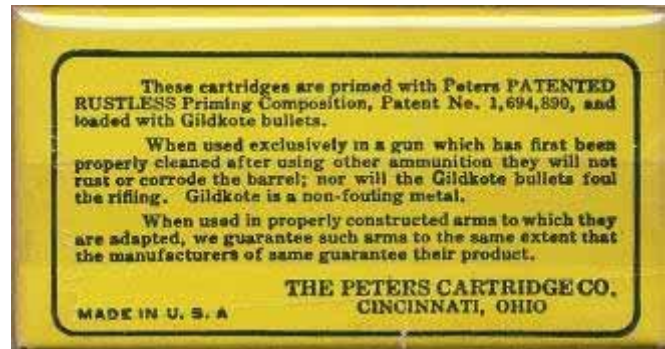 These cartridges are primed with Peters PATENTED
RUSTLESS Priming Composition, Patent No. 1,694,890, and
loaded with Gildkote bullets.
When used exclusively in a gun which has first been
properly cleaned after using other ammunition they will not
rust or corrode the barrel; nor will the Gildkote bullets foul
the rifling. Gildkote is a non-fouling metal.
When used in properly constructed arms to which they
are adapted, we guarantee such arms to the same extent that
the manufacturers of same guarantee their product.
THE PETERS CARTRIDGE CO.
CINCINNATI, OHIO
MADE IN U. S. A